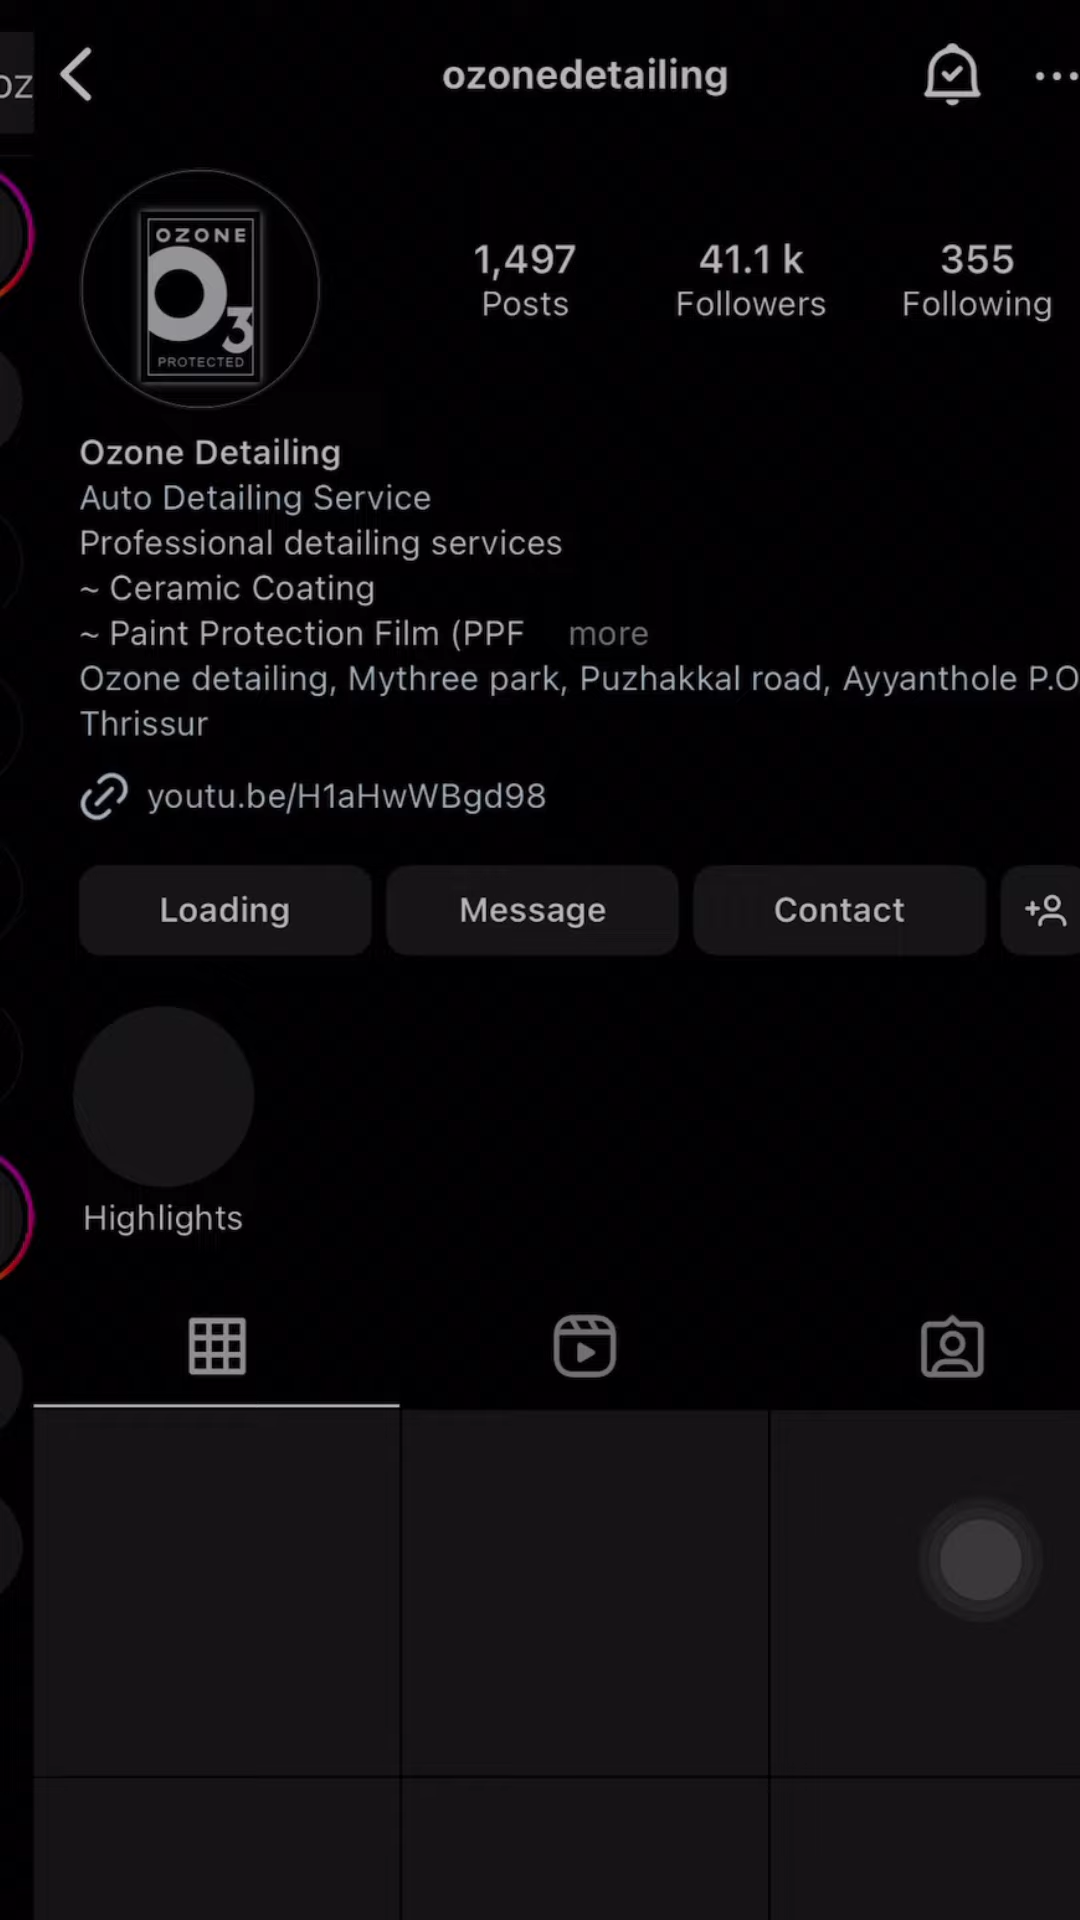 oz
ozonedetailing
OZONE
O3
PROTECTED
1,497
Posts
41.1 k
Followers
355
Following
Ozone Detailing
Auto Detailing Service
Professional detailing services
~ Ceramic Coating
~ Paint Protection Film (PPF more
Ozone detailing, Mythree park, Puzhakkal road, Ayyanthole P.O
Thrissur
youtu.be/H1aHwWBgd98
Loading
Message
Contact
Highlights